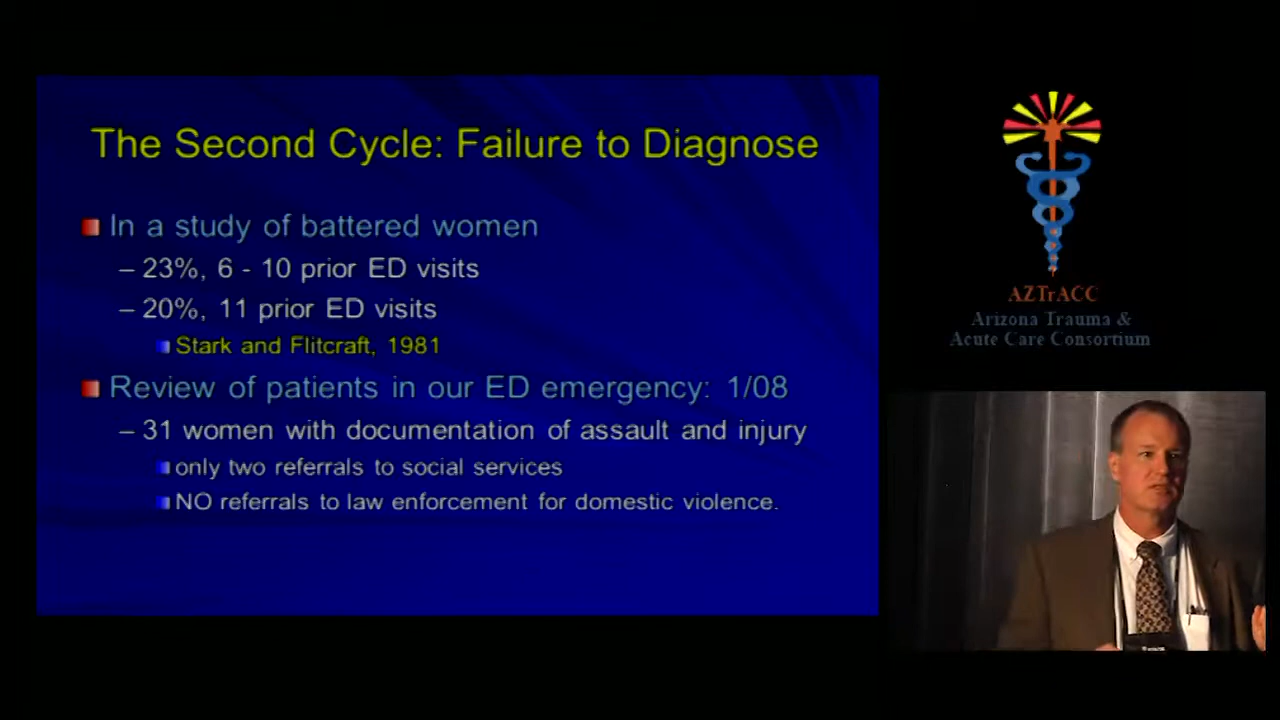 The Second Cycle: Failure to Diagnose
In a study of battered women
– 23%, 6 - 10 prior ED visits
– 20%, 11 prior ED visits
Stark and Flitcraft, 1981
Review of patients in our ED emergency: 1/08
– 31 women with documentation of assault and injury
only two referrals to social services
NO referrals to law enforcement for domestic violence.
AZTrACC
Arizona Trauma &
Acute Care Consortium